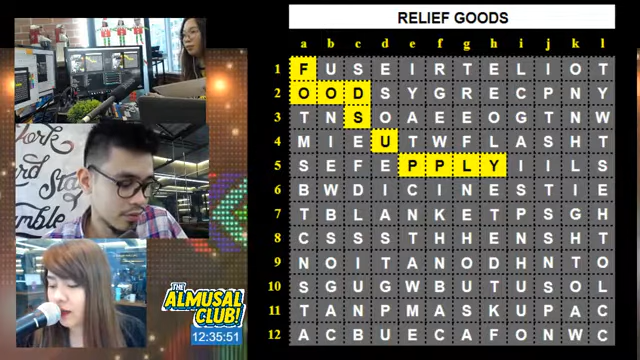 RELIEF GOODS
a b c d e f g h i j k l
1 F U S E I R T E L I O T
2 O O D S Y G R E C P N Y
3 T N S O A E E O G T N W
4 M I E U T W F L A S H T
5 S E F E P P L Y I I L S
6 B W D I C I N E S T I E
7 T B L A N K E T P S G H
8 C S S S T H H E N S H T
9 N O I T A N O D H N T O
10 S G U G W B U T U S O L
11 T A N P M A S K U P A C
12 A C B U E C A F O N W C
THE
ALMUSAL
CLUB!
12:35:51